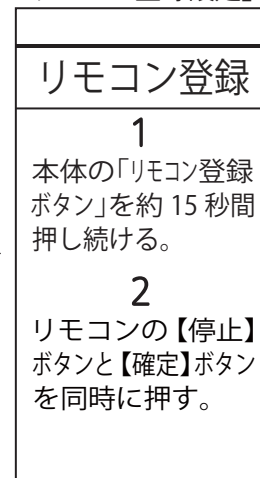 リモコン登録
1
本体の「リモコン登録
ボタン」を約 15 秒間
押し続ける。
2
リモコンの【停止】
ボタンと【確定】ボタン
を同時に押す。